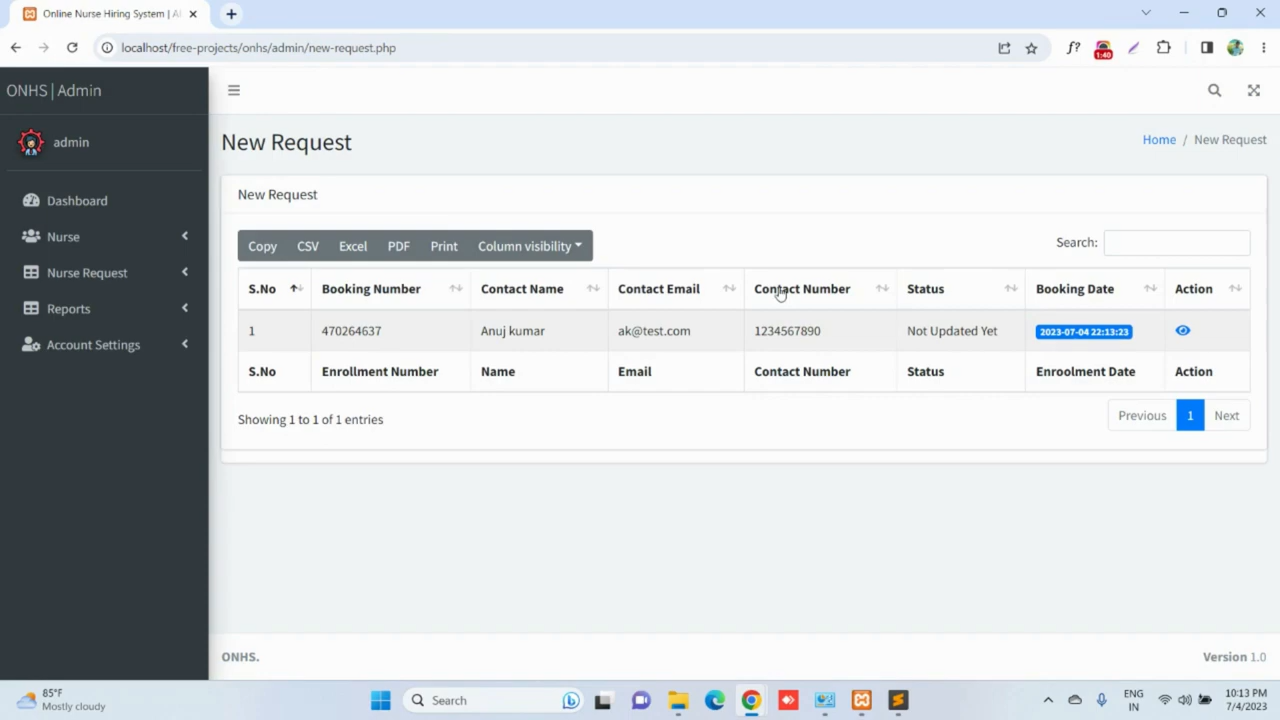 Online Nurse Hiring System | A
localhost/free-projects/onhs/admin/new-request.php
f?
1:40
ONHS | Admin
admin
Dashboard
Nurse
Nurse Request
Reports
Account Settings
New Request
Home / New Request
New Request
Copy CSV Excel PDF Print Column visibility
Search:
S.No Booking Number Contact Name Contact Email Contact Number Status Booking Date Action
1 470264637 Anuj kumar ak@test.com 1234567890 Not Updated Yet 2023-07-04 22:13:23
S.No Enrollment Number Name Email Contact Number Status Enroolment Date Action
Showing 1 to 1 of 1 entries
Previous 1 Next
ONHS.
Version 1.0
85°F
Mostly cloudy
Search
ENG
IN
10:13 PM
7/4/2023